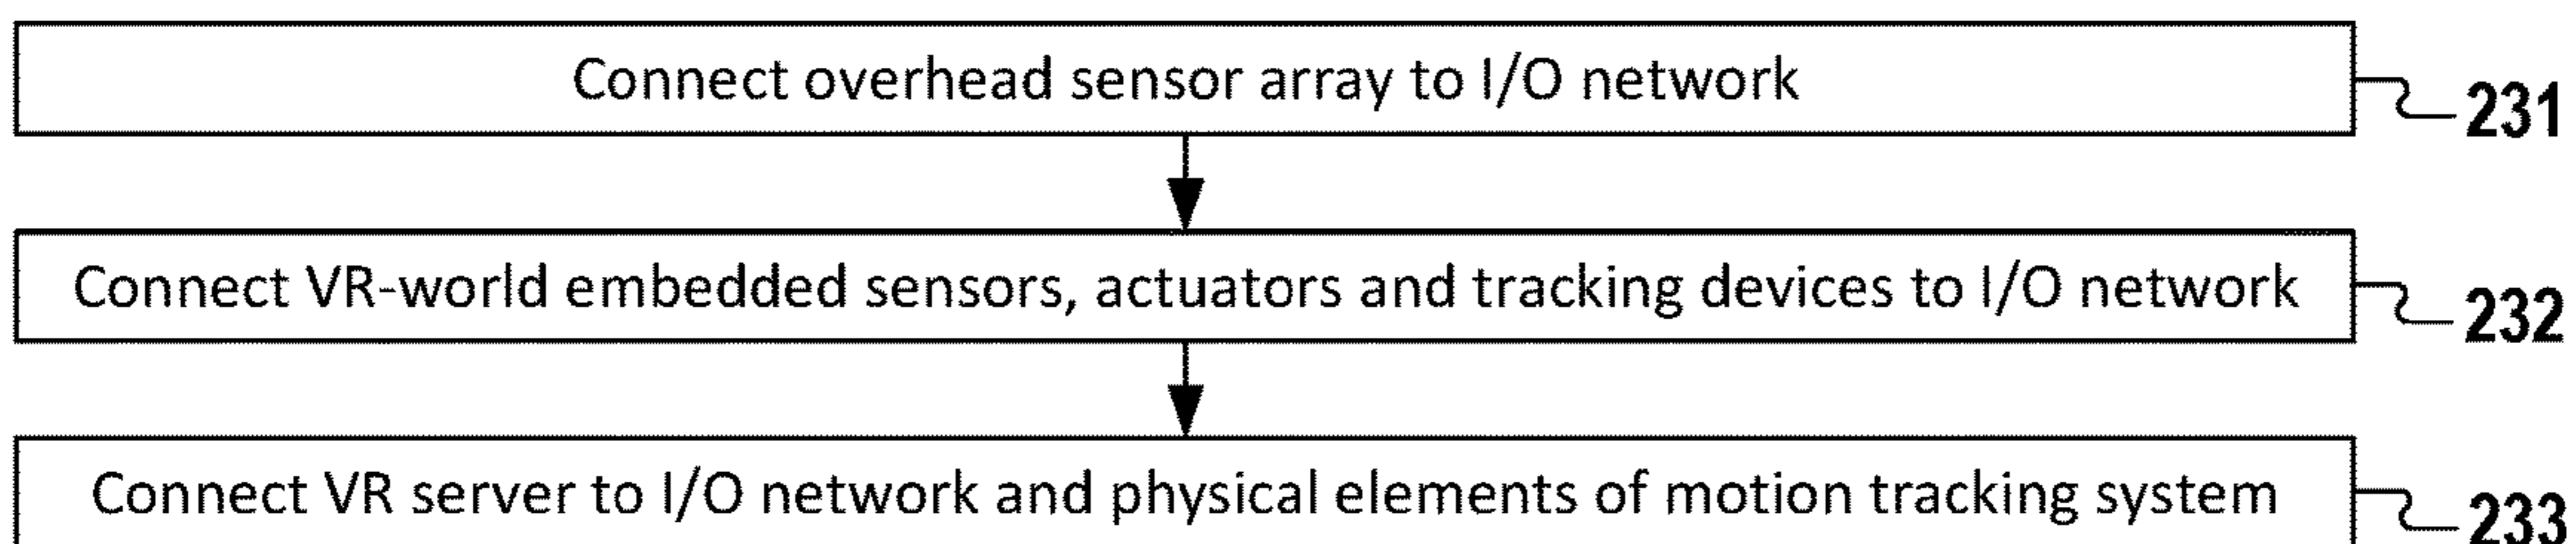 Connect overhead sensor array to I/O network
231
Connect VR-world embedded sensors, actuators and tracking devices to I/O network
232
Connect VR server to I/O network and physical elements of motion tracking system
233